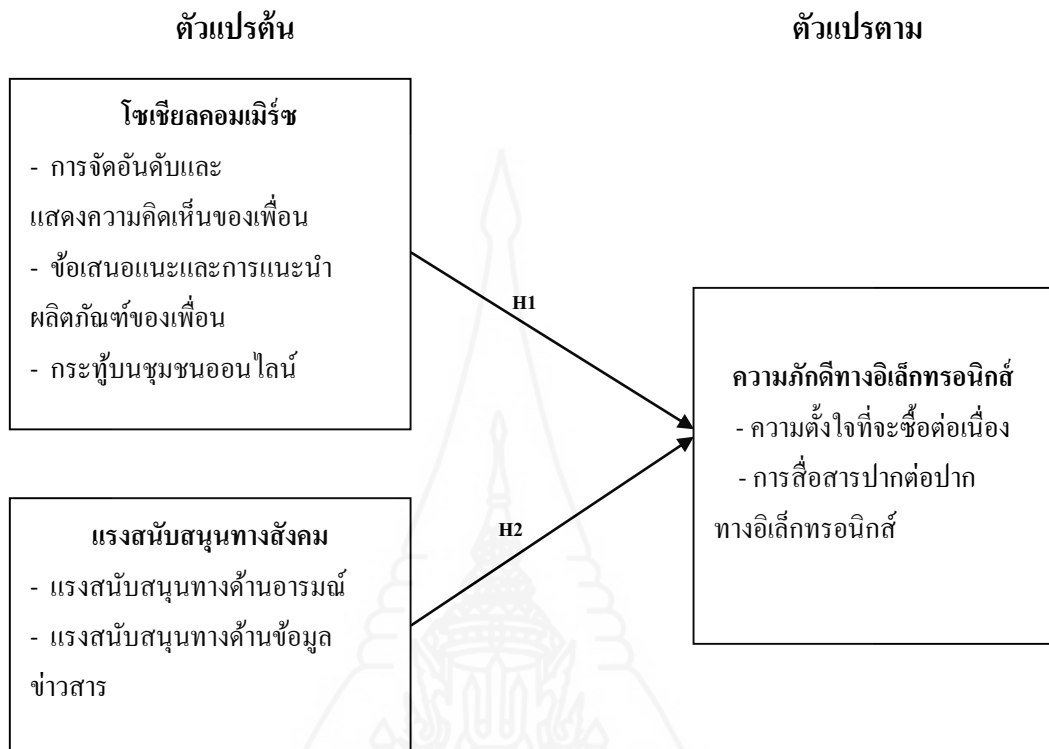 ตัวแปรต้น
ตัวแปรตาม
โซเชียลคอมเมิร์ซ
- การจัดอันดับและ
แสดงความคิดเห็นของเพื่อน
- ข้อเสนอแนะและการแนะนำ
ผลิตภัณฑ์ของเพื่อน
- กระทู้บนชุมชนออนไลน์
H1
ความภักดีทางอิเล็กทรอนิกส์
- ความตั้งใจที่จะซื้อต่อเนื่อง
- การสื่อสารปากต่อปาก
ทางอิเล็กทรอนิกส์
H2
แรงสนับสนุนทางสังคม
- แรงสนับสนุนทางด้านอารมณ์
- แรงสนับสนุนทางด้านข้อมูล
ข่าวสาร